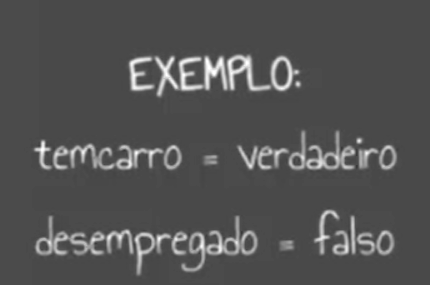 EXEMPLO:
temcarro = verdadeiro
desempregado = falso